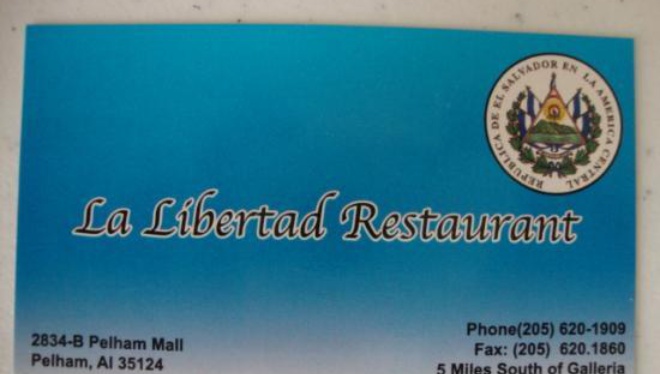 REPUBLICA DE EL SALVADOR EN LA AMERICA CENTRAL
La Libertad Restaurant
2834-B Pelham Mall
Pelham, Al 35124
Phone(205) 620-1909
Fax: (205) 620.1860
5 Miles South of Galleria